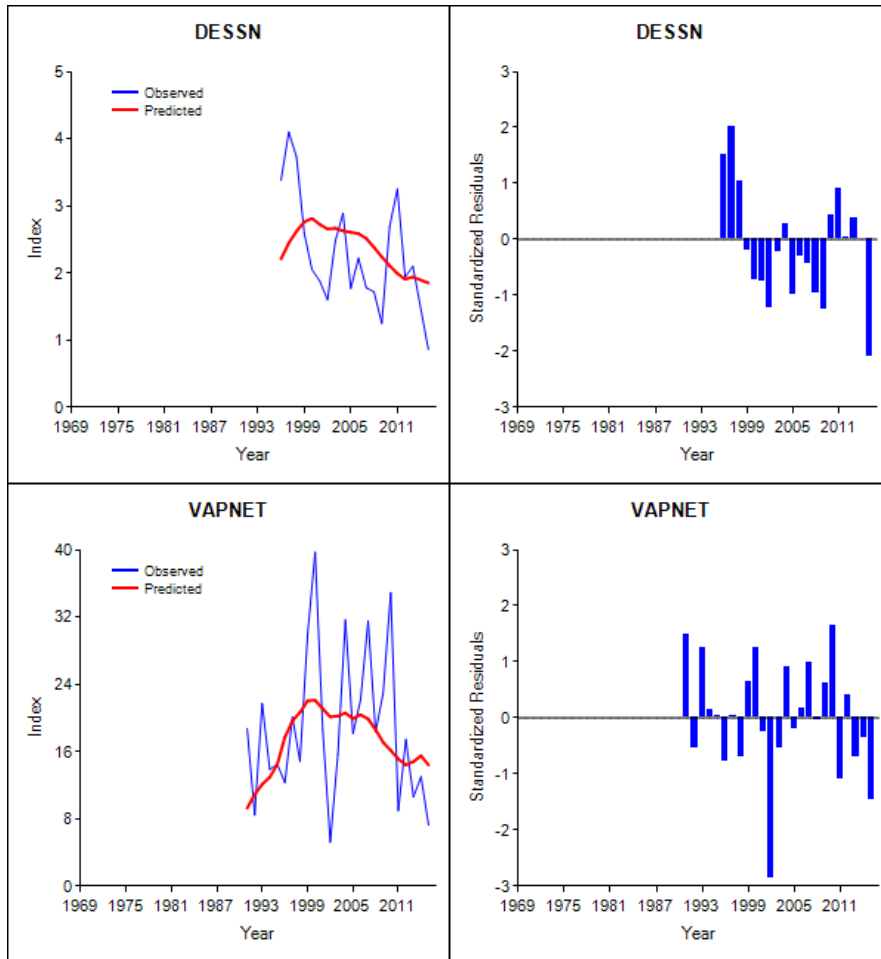 DESSN
5
4
3
2
1
0
Index
Observed
Predicted
1969 1975 1981 1987 1993 1999 2005 2011
Year
DESSN
3
2
1
0
-1
-2
-3
Standardized Residuals
1969 1975 1981 1987 1993 1999 2005 2011
Year
VAPNET
40
32
24
16
8
0
Index
Observed
Predicted
1969 1975 1981 1987 1993 1999 2005 2011
Year
VAPNET
3
2
1
0
-1
-2
-3
Standardized Residuals
1969 1975 1981 1987 1993 1999 2005 2011
Year